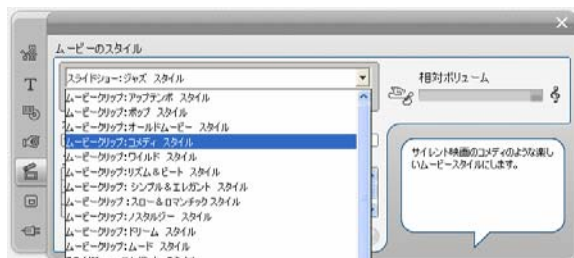 ムービーのスタイル
スライドショー:ジャズ スタイル
相対ボリューム
ムービークリップ:アップテンポ スタイル
ムービークリップ:ポップ スタイル
ムービークリップ:オールドムービー スタイル
ムービークリップ:コメディ スタイル
ムービークリップ:ワイルド スタイル
ムービークリップ:リズム&ビート スタイル
ムービークリップ: シンプル&エレガント スタイル
ムービークリップ:スロー&ロマンチック スタイル
ムービークリップ:ノスタルジー スタイル
ムービークリップ:ドリーム スタイル
ムービークリップ:ムード スタイル
サイレント映画のコメディのような楽し
いムービースタイルにします。